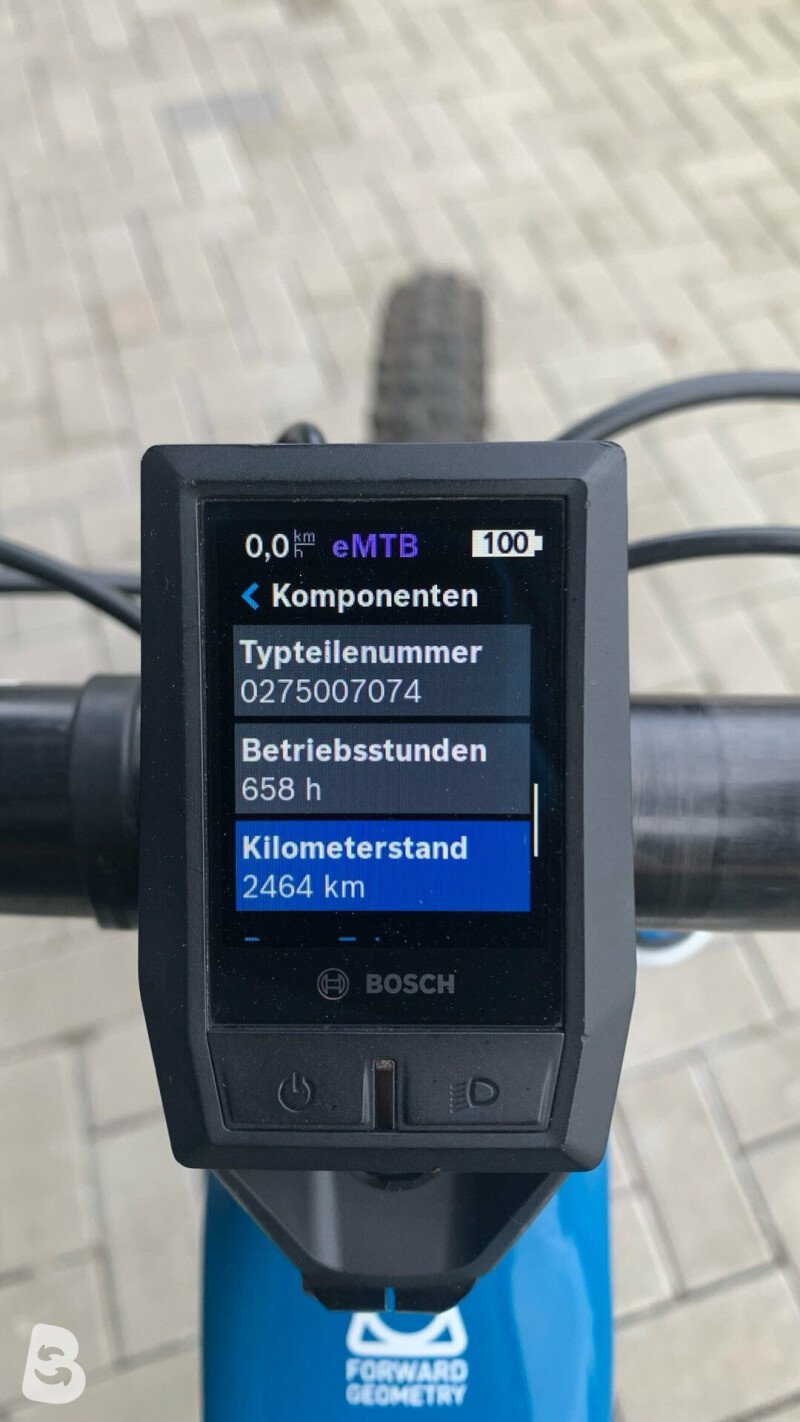 0,0 km/h eMTB 100
< Komponenten
Typteilenummer
0275007074
Betriebsstunden
658 h
Kilometerstand
2464 km
BOSCH
FORWARD
GEOMETRY